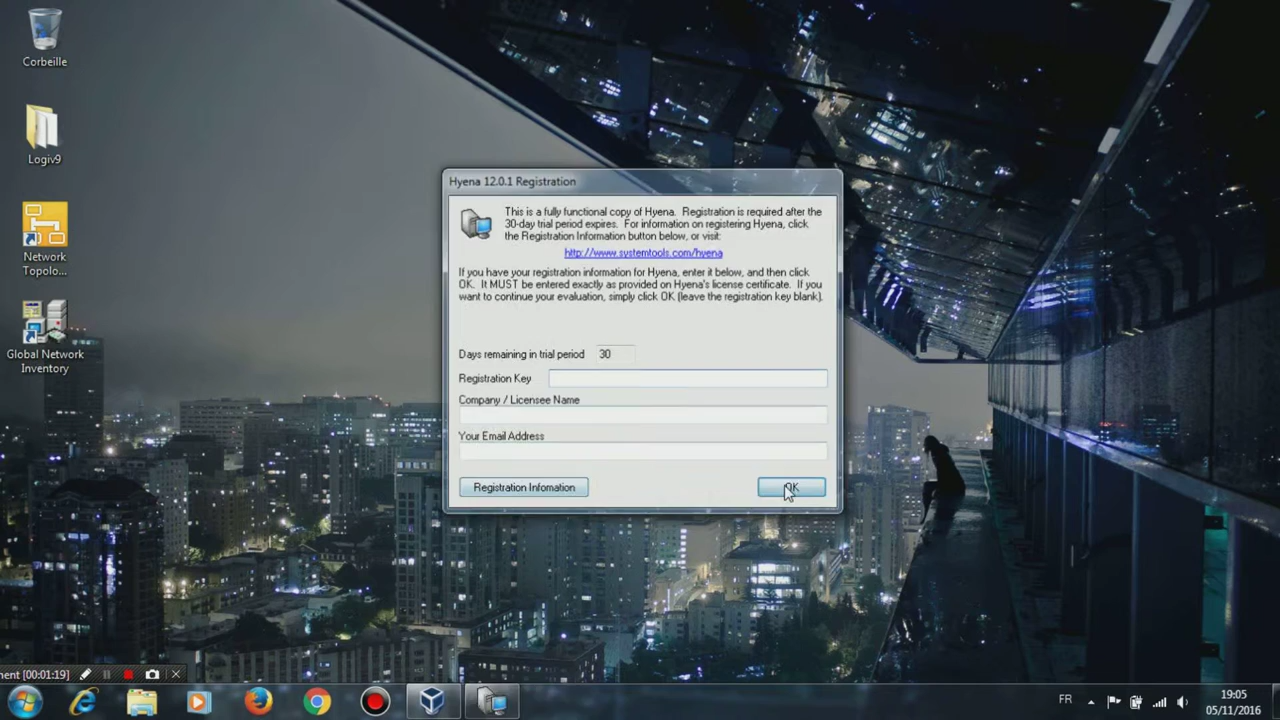 Corbeille
Logiv9
Network
Topolo...
Global Network
Inventory
Hyena 12.0.1 Registration
This is a fully functional copy of Hyena. Registration is required after the
30-day trial period expires. For information on registering Hyena, click
the Registration Information button below, or visit:
http://www.systemtools.com/hyena
If you have your registration information for Hyena, enter it below, and then click
OK. It MUST be entered exactly as provided on Hyena's license certificate. If you
want to continue your evaluation, simply click OK (leave the registration key blank).
Days remaining in trial period 30
Registration Key
Company / Licensee Name
Your Email Address
Registration Infomation
OK
ment [00:01:19]
FR
19:05
05/11/2016